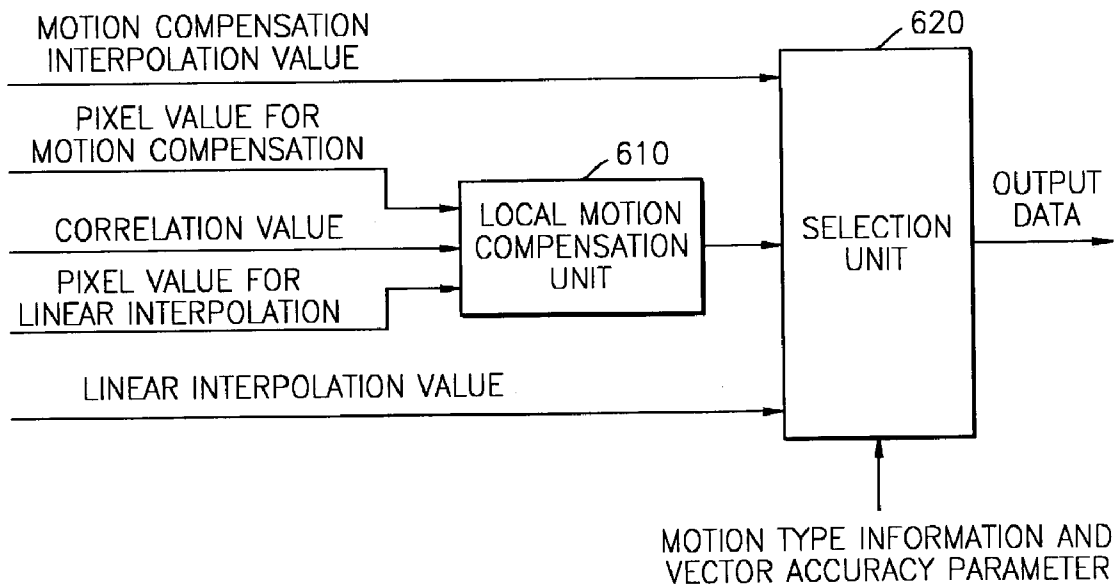 MOTION COMPENSATION
INTERPOLATION VALUE
620
PIXEL VALUE FOR
MOTION COMPENSATION
610
CORRELATION VALUE
LOCAL MOTION
COMPENSATION
UNIT
SELECTION
UNIT
OUTPUT
DATA
PIXEL VALUE FOR
LINEAR INTERPOLATION
LINEAR INTERPOLATION VALUE
MOTION TYPE INFORMATION AND
VECTOR ACCURACY PARAMETER